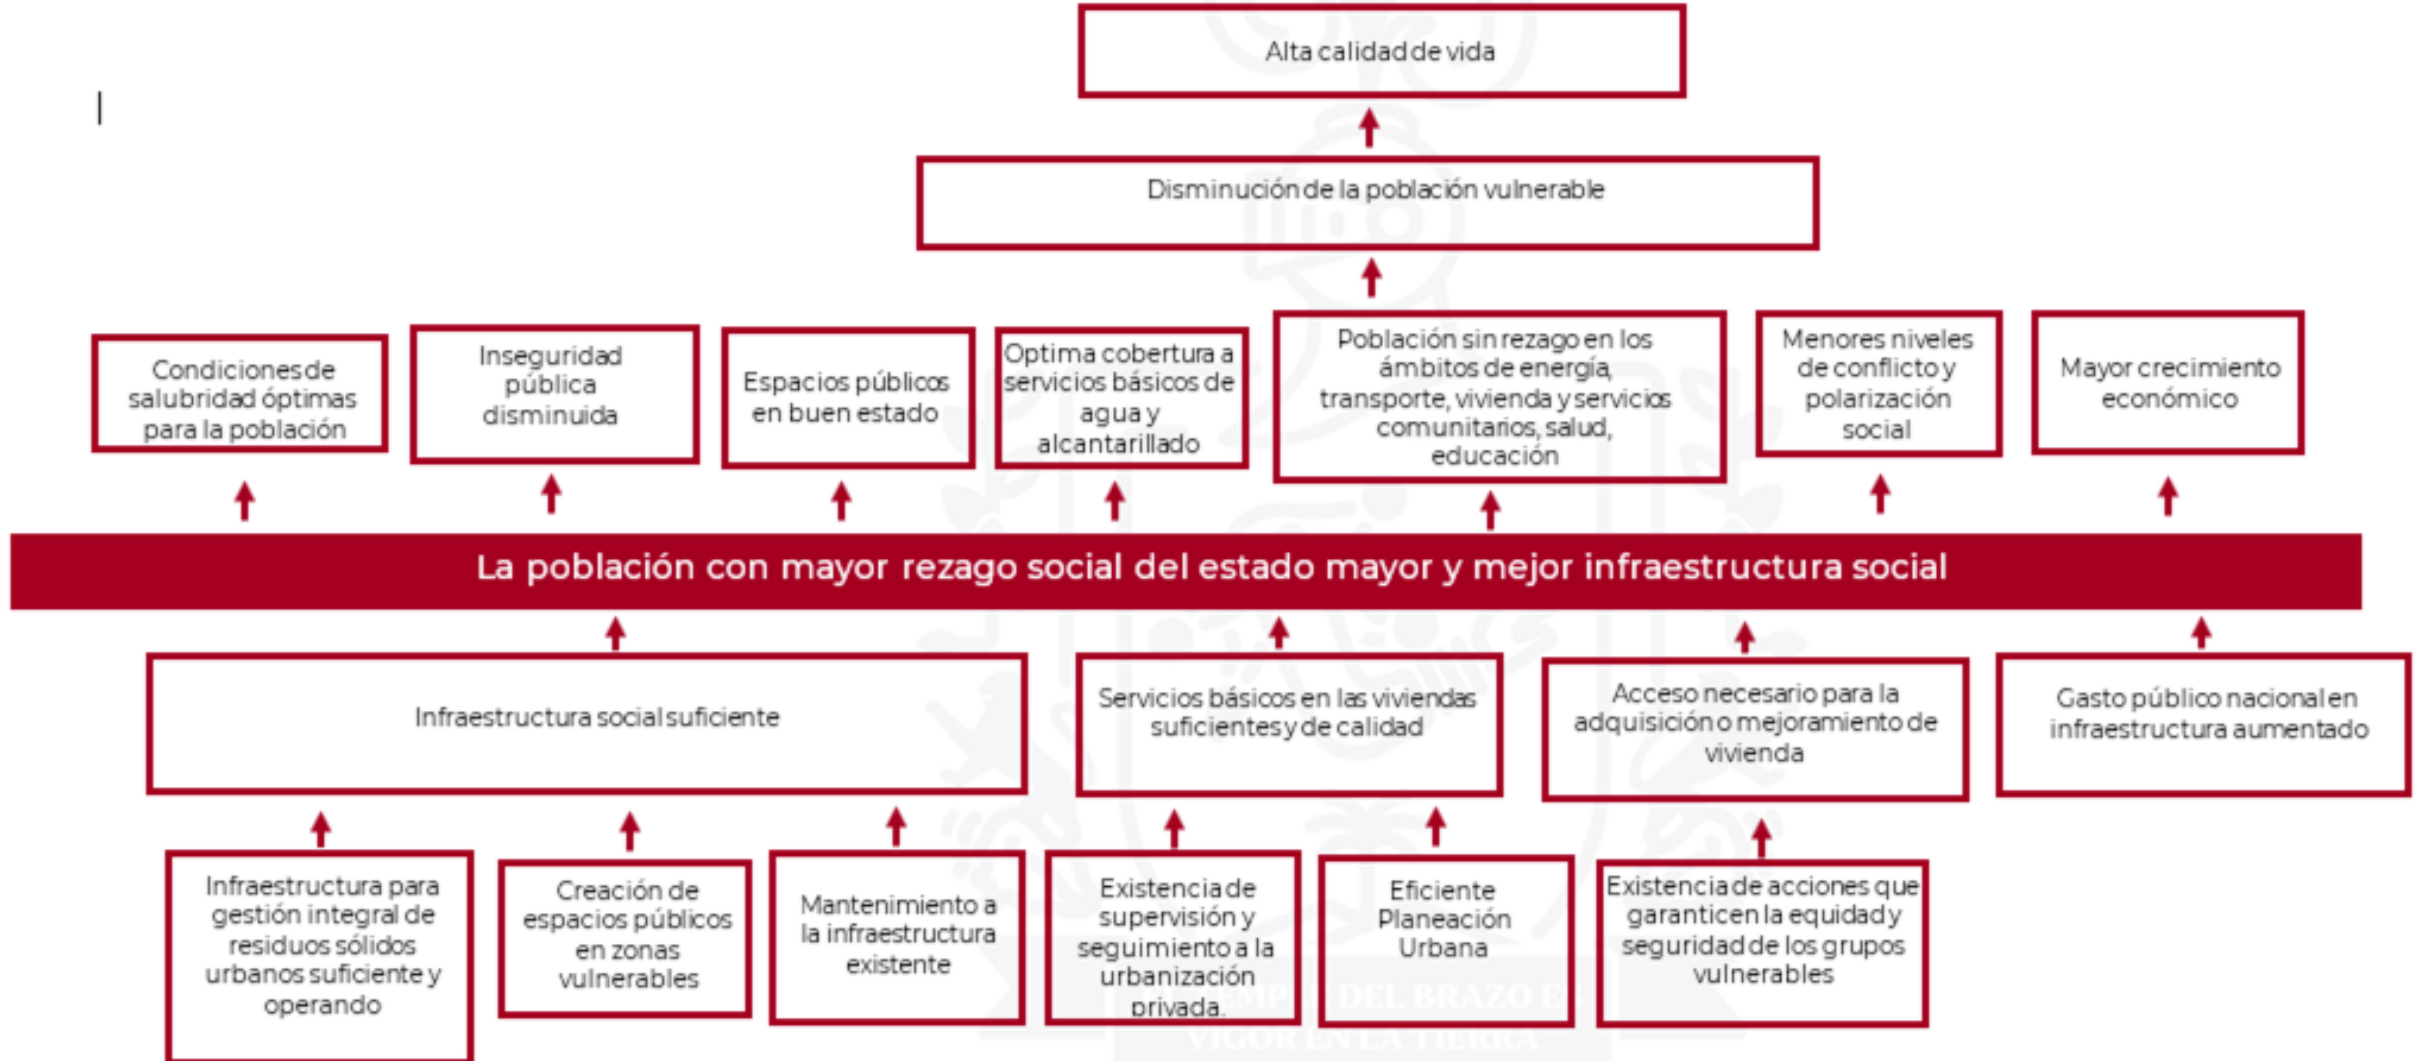 Alta calidad de vida
Disminución de la población vulnerable
Condiciones de
salubridad óptimas
para la población
Inseguridad
pública
disminuida
Espacios públicos
en buen estado
Optima cobertura a
servicios básicos de
agua y
alcantarillado
Población sin rezago en los
ámbitos de energía,
transporte, vivienda y servicios
comunitarios, salud,
educación
Menores niveles
de conflicto y
polarización
social
Mayor crecimiento
económico
La población con mayor rezago social del estado mayor y mejor infraestructura social
Infraestructura social suficiente
Servicios básicos en las viviendas
suficientes y de calidad
Acceso necesario para la
adquisición o mejoramiento de
vivienda
Gasto público nacional en
infraestructura aumentado
Infraestructura para
gestión integral de
residuos sólidos
urbanos suficiente y
operando
Creación de
espacios públicos
en zonas
vulnerables
Mantenimiento a
la infraestructura
existente
Existencia de
supervisión y
seguimiento a la
urbanización
privada.
Eficiente
Planeación
Urbana
Existencia de acciones que
garanticen la equidad y
seguridad de los grupos
vulnerables
DEL BRAZO
VIGOR EN LA TIERRA